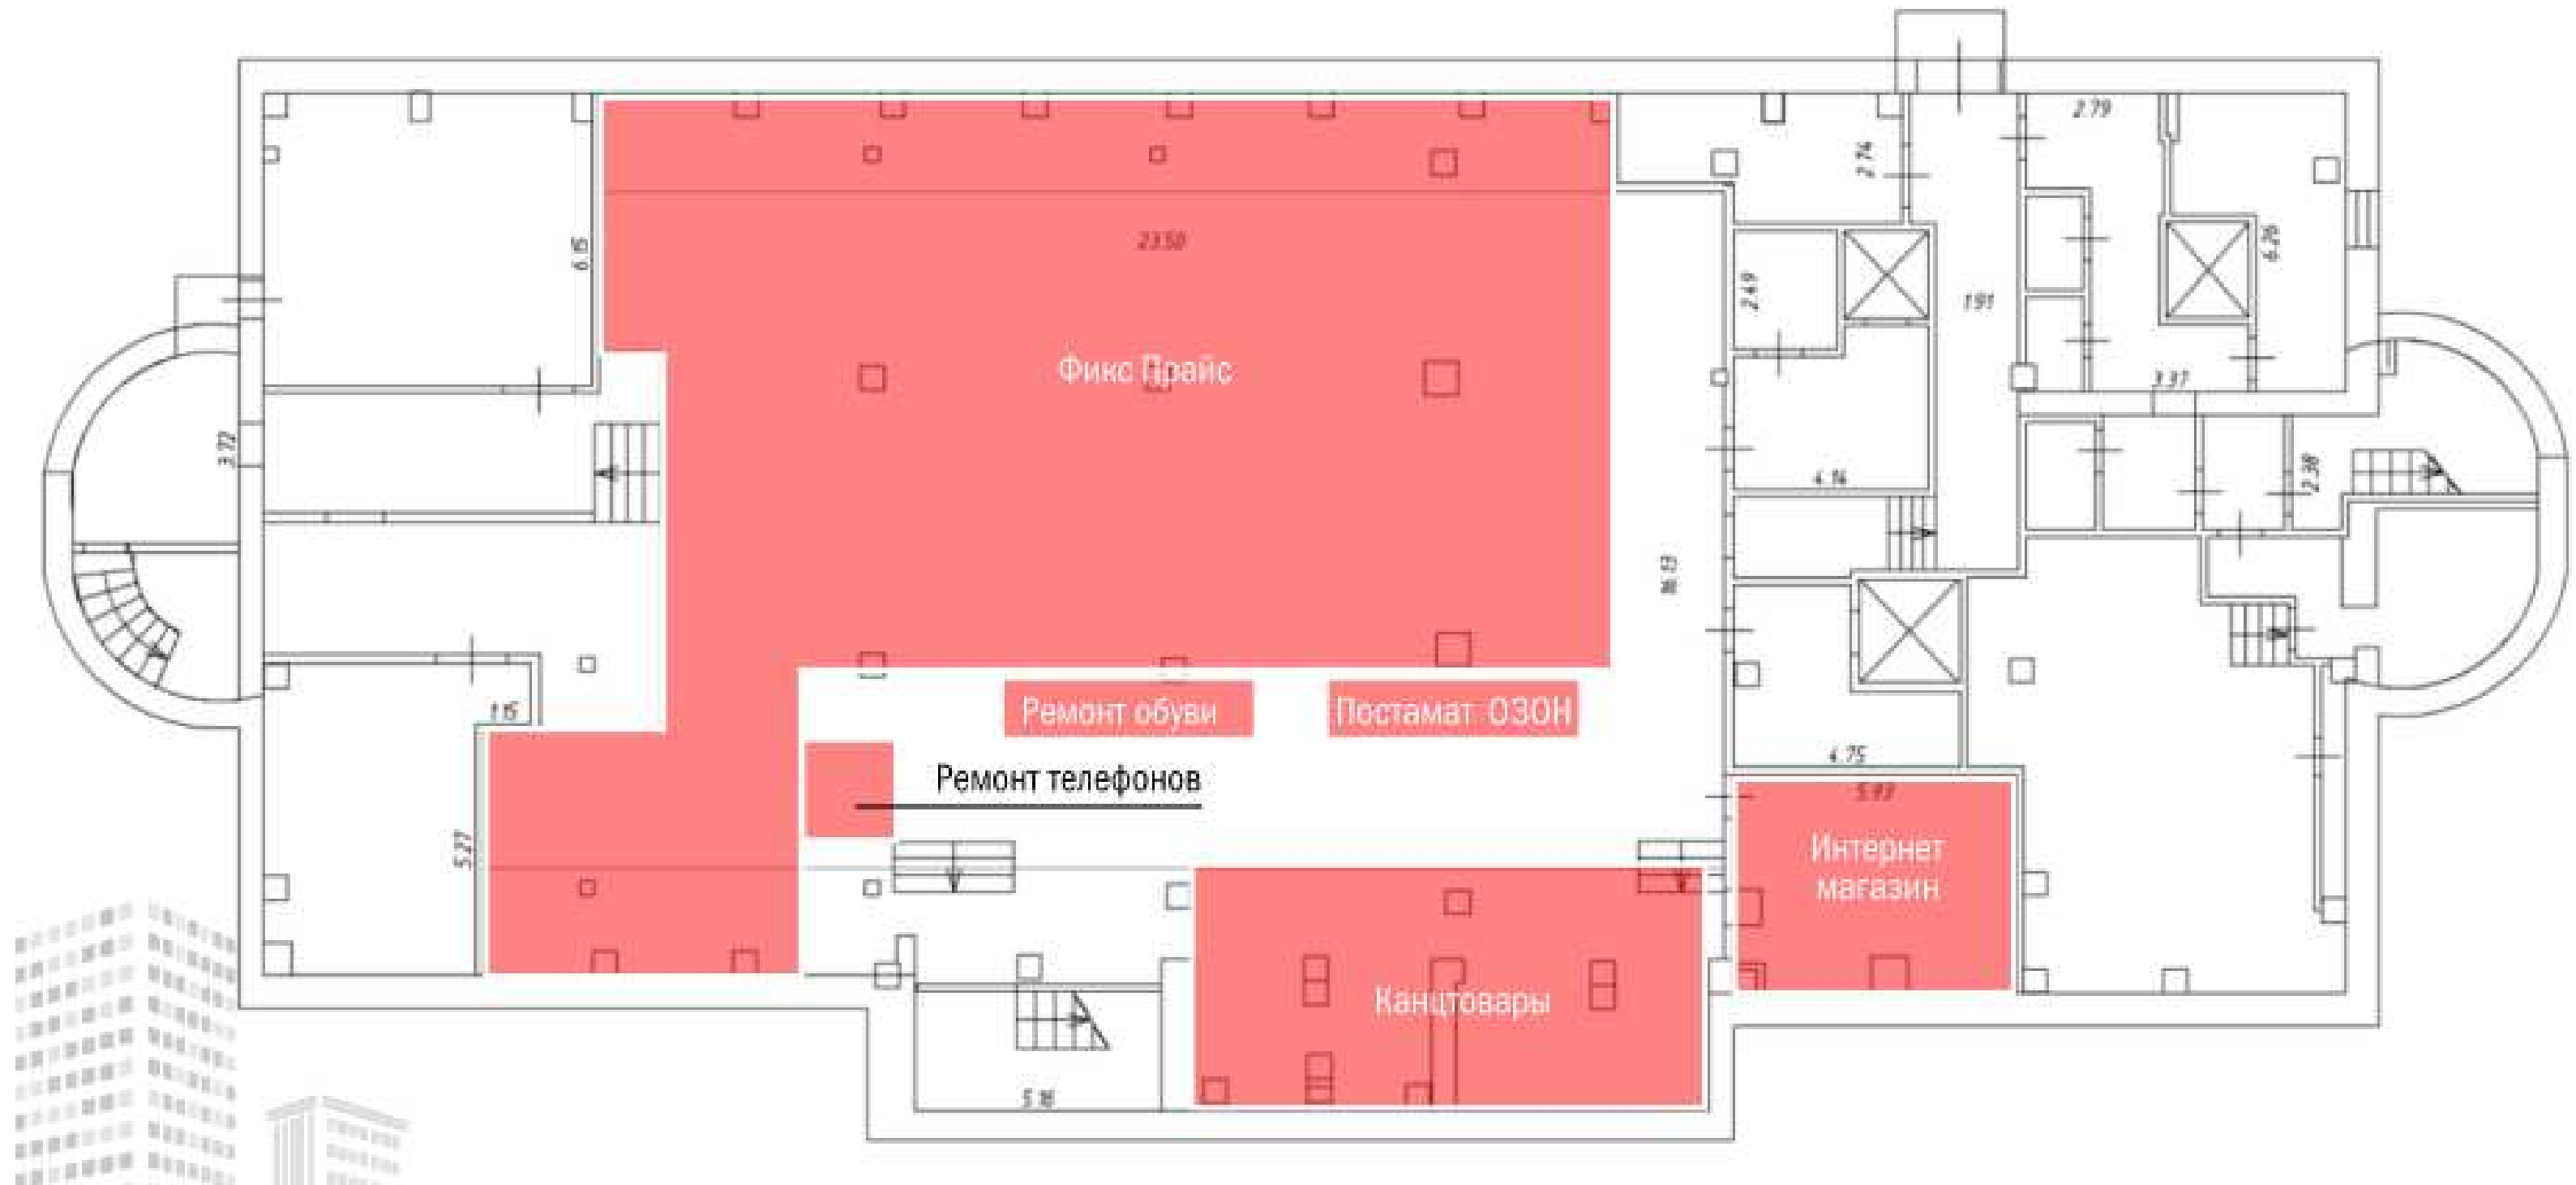 2.79
2.74
6.15
23.50
6.26
2.49
1.91
Фикс Прайс
3.37
3.72
4.14
2.38
16.13
1.15
Ремонт обуви
Постамат ОЗОН
4.75
Ремонт телефонов
5.93
5.27
Интернет
магазин
Канцтовары
5.16